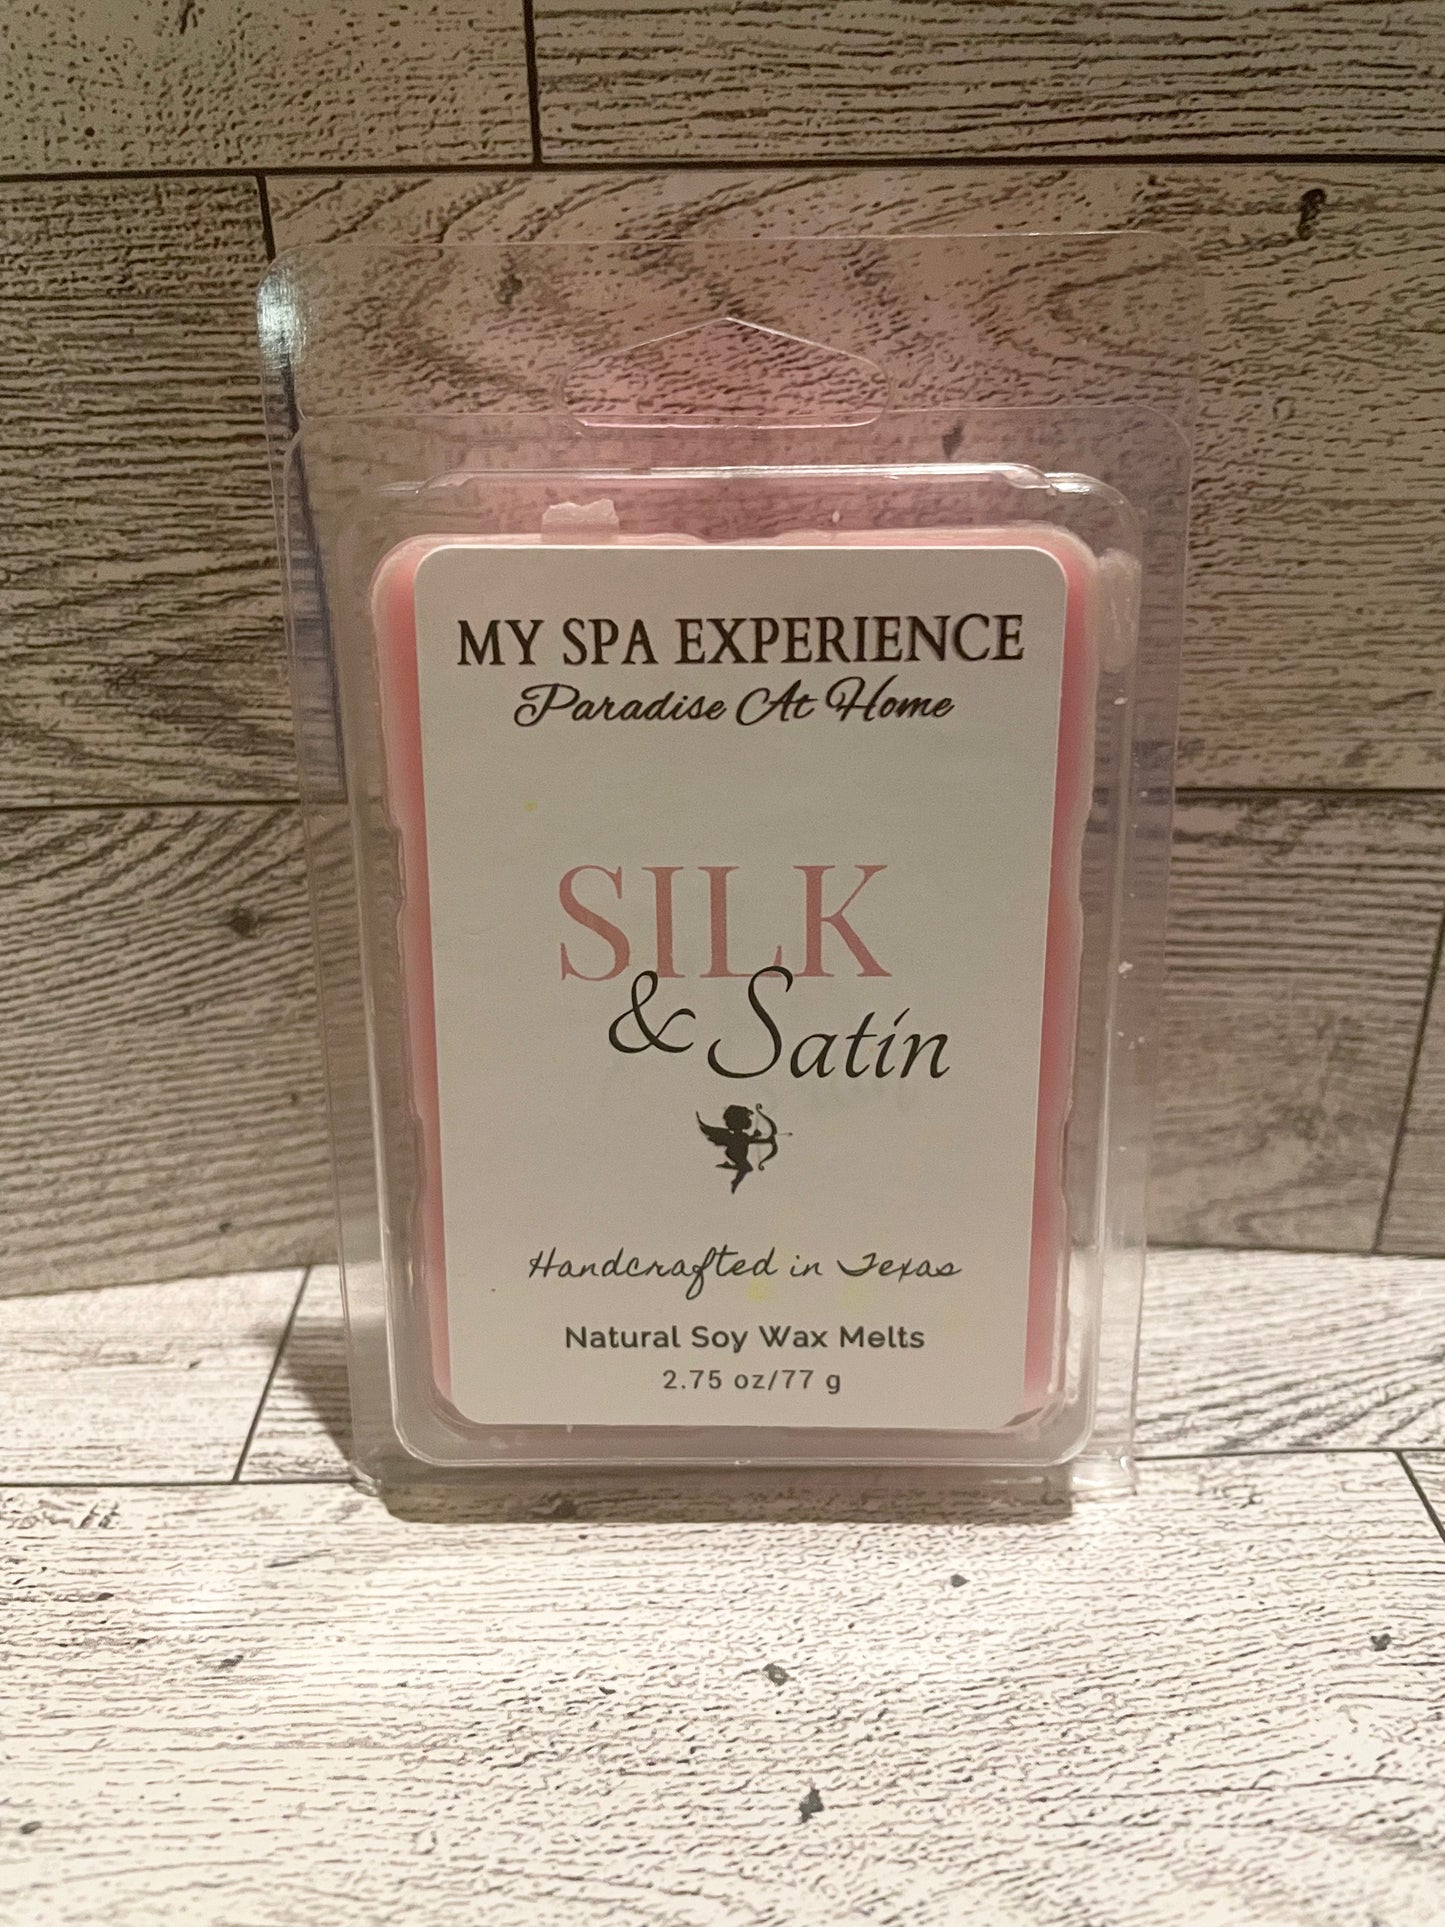 MY SPA EXPERIENCE
Paradise At Home
SILK
& Satin
Handcrafted in Texas
Natural Soy Wax Melts
2.75 oz/77 g